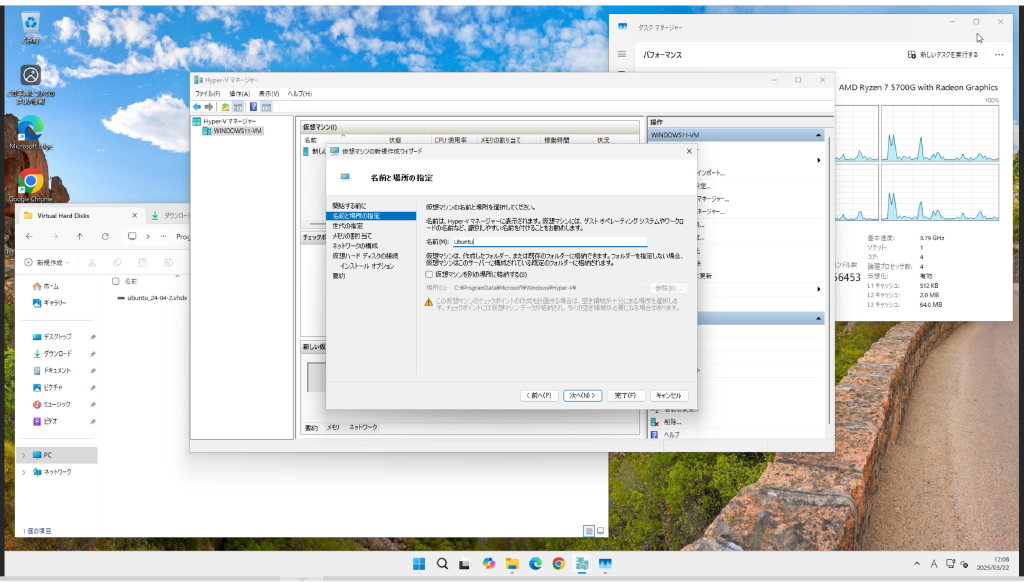 ごみ箱
Microsoft Edge
Google Chrome
タスク マネージャー
パフォーマンス
新しいタスクを実行する
AMD Ryzen 7 5700G with Radeon Graphics
100%
基本速度: 3.79 GHz
ソケット: 1
コア: 4
論理プロセッサ数: 4
仮想化: 有効
L1 キャッシュ: 512 KB
L2 キャッシュ: 2.0 MB
L3 キャッシュ: 64.0 MB
ンドル数
56453
Hyper-V マネージャー
ファイル(F) 操作(A) 表示(V) ヘルプ(H)
Hyper-V マネージャー
WINDOWS11-VM
仮想マシン(I)
名前 状態 CPU 使用率 メモリの割り当て 稼働時間 状況
新し
チェックポ
新しい仮
概要 メモリ ネットワーク
操作
WINDOWS11-VM
インポート...
定...
マネージャー...
ージャー...
更新
削除...
ヘルプ
仮想マシンの新規作成ウィザード
名前と場所の指定
開始する前に
名前と場所の指定
世代の指定
メモリの割り当て
ネットワークの構成
仮想ハード ディスクの接続
インストール オプション
要約
仮想マシンの名前と場所を選択してください。
名前は、Hyper-V マネージャーに表示されます。仮想マシンには、ゲスト オペレーティング システムやワークロ
ードの名前など、識別しやすい名前を付けることをお勧めします。
名前(M): Ubuntu
仮想マシンは、作成したフォルダー、または既存のフォルダーに格納できます。フォルダーを指定しない場合、
仮想マシンはこのサーバーに構成されている既定のフォルダーに格納されます。
仮想マシンを別の場所に格納する(S)
場所(L): C:¥ProgramData¥Microsoft¥Windows¥Hyper-V¥ 参照(R)...
この仮想マシンのチェックポイントの作成を計画する場合は、空き領域が十分にある場所を選択しま
す。チェックポイントには仮想マシン データが格納され、多くの空き領域が必要になる場合があります。
< 前へ(P) 次へ(N) > 完了(F) キャンセル
Virtual Hard Disks
ダウンロー
Prog
新規作成
名前
ubuntu_24-04-2.vhdx
ホーム
ギャラリー
デスクトップ
ダウンロード
ドキュメント
ピクチャ
ミュージック
ビデオ
PC
ネットワーク
1 個の項目
A
12:08
2025/03/22